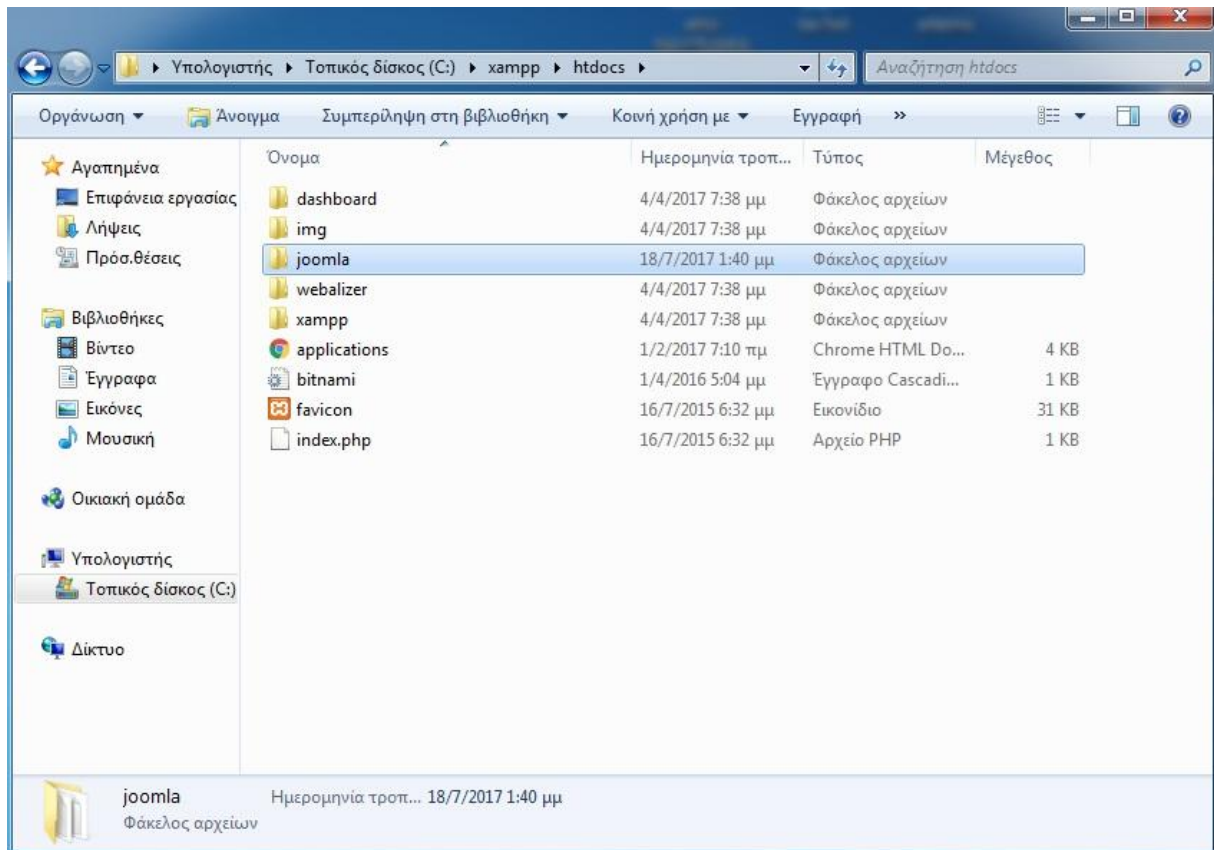 Υπολογιστής Τοπικός δίσκος (C:) xampp htdocs
Αναζήτηση htdocs
Οργάνωση Άνοιγμα Συμπερίληψη στη βιβλιοθήκη Κοινή χρήση με Εγγραφή »
Όνομα Ημερομηνία τροπ... Τύπος Μέγεθος
Αγαπημένα
Επιφάνεια εργασίας
Λήψεις
Πρόσ.θέσεις
Βιβλιοθήκες
Βίντεο
Έγγραφα
Εικόνες
Μουσική
Οικιακή ομάδα
Υπολογιστής
Τοπικός δίσκος (C:)
Δίκτυο
dashboard 4/4/2017 7:38 μμ Φάκελος αρχείων
img 4/4/2017 7:38 μμ Φάκελος αρχείων
joomla 18/7/2017 1:40 μμ Φάκελος αρχείων
webalizer 4/4/2017 7:38 μμ Φάκελος αρχείων
xampp 4/4/2017 7:38 μμ Φάκελος αρχείων
applications 1/2/2017 7:10 πμ Chrome HTML Do... 4 KB
bitnami 1/4/2016 5:04 μμ Έγγραφο Cascadi... 1 KB
favicon 16/7/2015 6:32 μμ Εικονίδιο 31 KB
index.php 16/7/2015 6:32 μμ Αρχείο PHP 1 KB
joomla Ημερομηνία τροπ... 18/7/2017 1:40 μμ
Φάκελος αρχείων